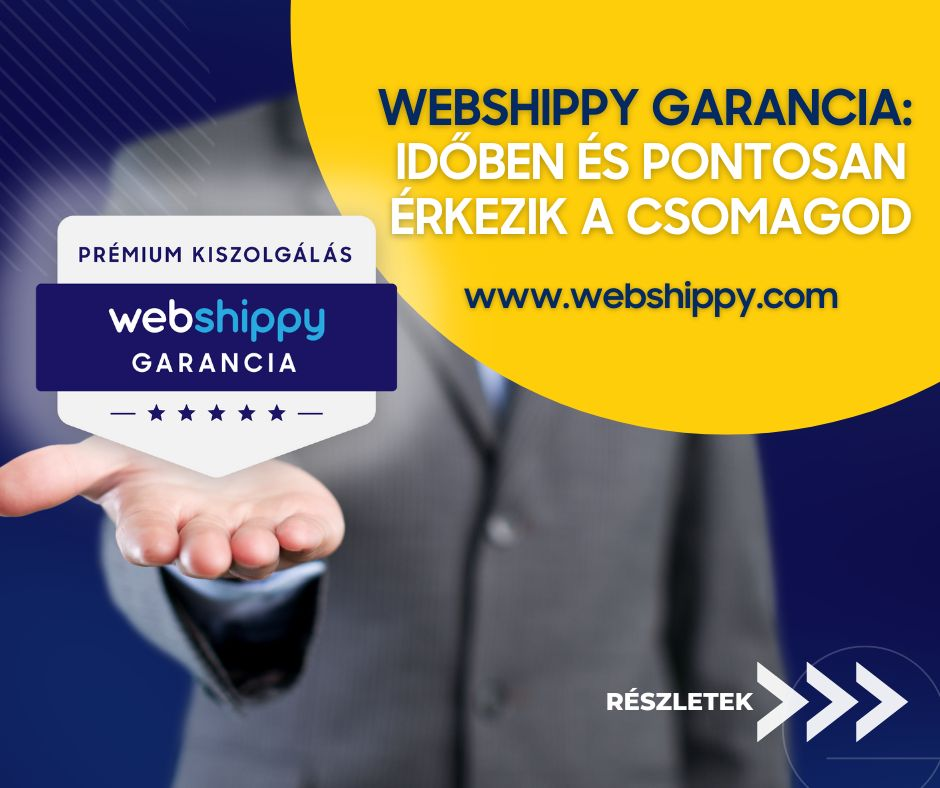 WEBSHIPPY GARANCIA:
IDŐBEN ÉS PONTOSAN
ÉRKEZIK A CSOMAGOD
www.webshippy.com
PRÉMIUM KISZOLGÁLÁS
webshippy
GARANCIA
RÉSZLETEK